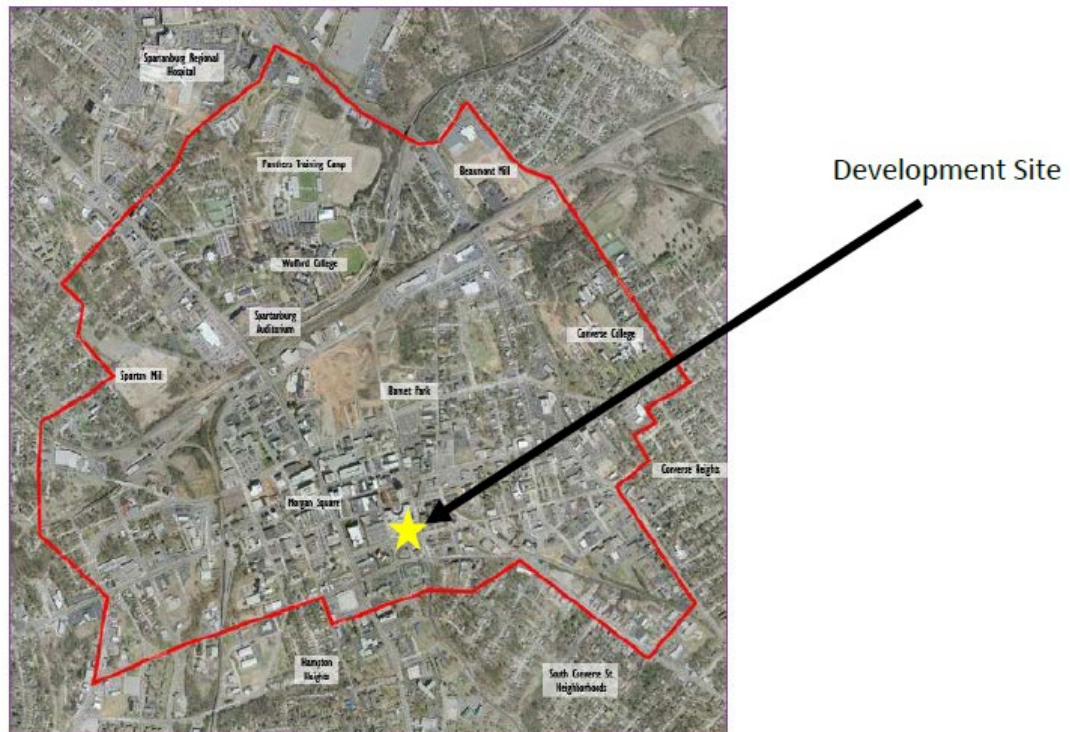 Spartanburg Regional
Hospital
Panthers Training Camp
Beaumont Mill
Development Site
Wofford College
Spartanburg
Auditorium
Converse College
Spartan Mill
Barnet Park
Converse Heights
Morgan Square
Hampton
Heights
South Converse St.
Neighborhoods